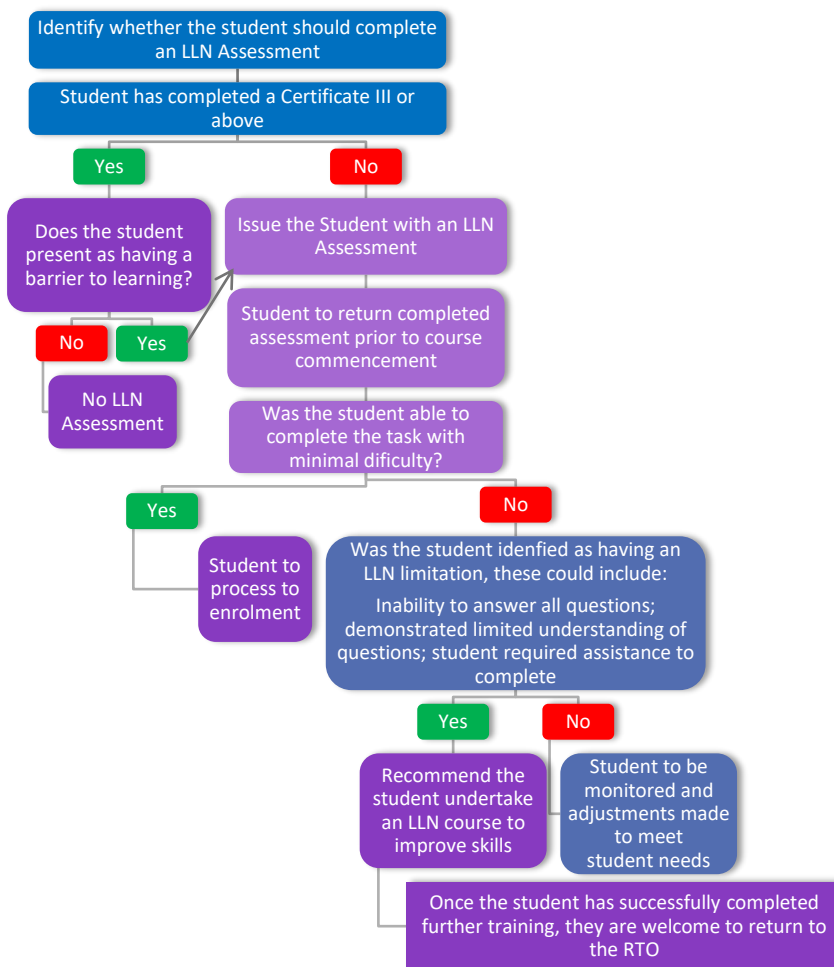 Identify whether the student should complete
an LLN Assessment
Student has completed a Certificate III or
above
Yes
No
Does the student
present as having a
barrier to learning?
Issue the Student with an LLN
Assessment
Student to return completed
assessment prior to course
commencement
No
Yes
No LLN
Assessment
Was the student able to
complete the task with
minimal dificulty?
Yes
No
Student to
process to
enrolment
Was the student idenfied as having an
LLN limitation, these could include:
Inability to answer all questions;
demonstrated limited understanding of
questions; student required assistance to
complete
Yes
No
Recommend the
student undertake
an LLN course to
improve skills
Student to be
monitored and
adjustments made
to meet
student needs
Once the student has successfully completed
further training, they are welcome to return to
the RTO